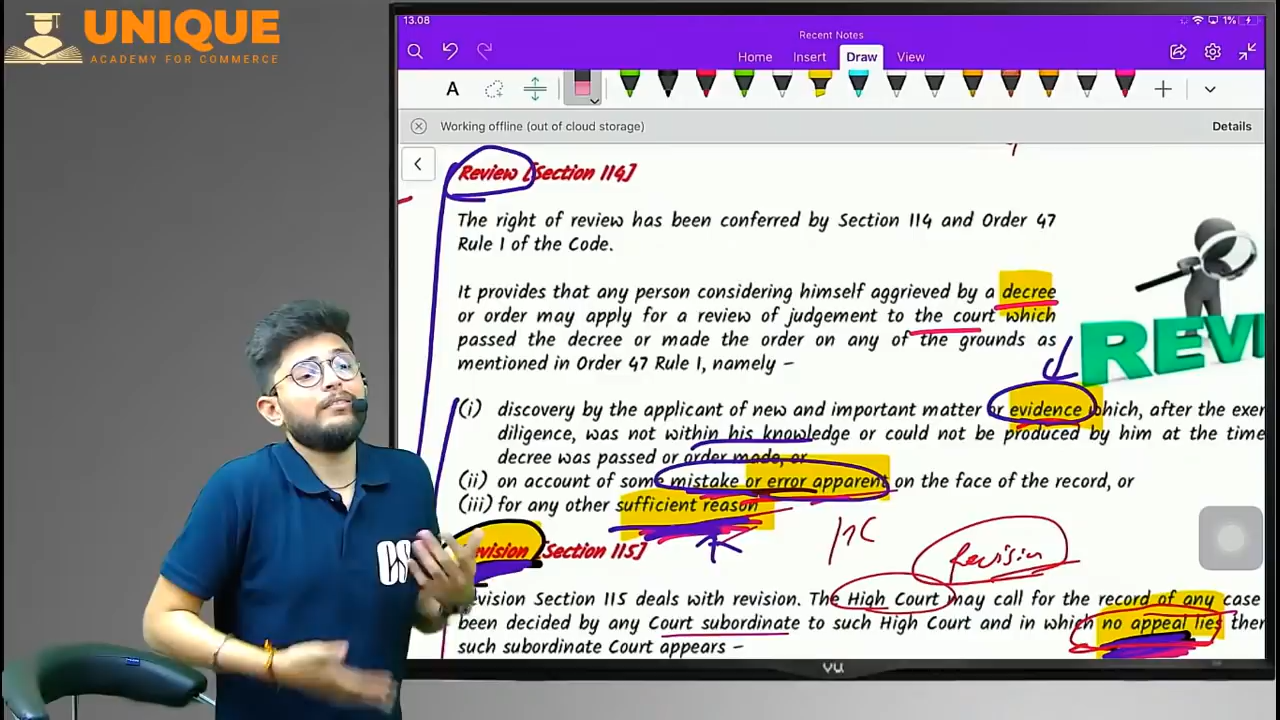 UNIQUE
ACADEMY FOR COMMERCE
13.08
1%
Recent Notes
Home Insert Draw View
A
Working offline (out of cloud storage)
Details
Review [Section 114]
The right of review has been conferred by Section 114 and Order 47
Rule 1 of the Code.
It provides that any person considering himself aggrieved by a decree
or order may apply for a review of judgement to the court which
passed the decree or made the order on any of the grounds as
mentioned in Order 47 Rule 1, namely –
REVI
(i) discovery by the applicant of new and important matter or evidence which, after the exer
diligence, was not within his knowledge or could not be produced by him at the time
decree was passed or order made, or
(ii) on account of some mistake or error apparent on the face of the record, or
(iii) for any other sufficient reason
Revision [Section 115]
Revision
evision Section 115 deals with revision. The High Court may call for the record of any case
been decided by any Court subordinate to such High Court and in which no appeal lies ther
such subordinate Court appears –
CS
VU